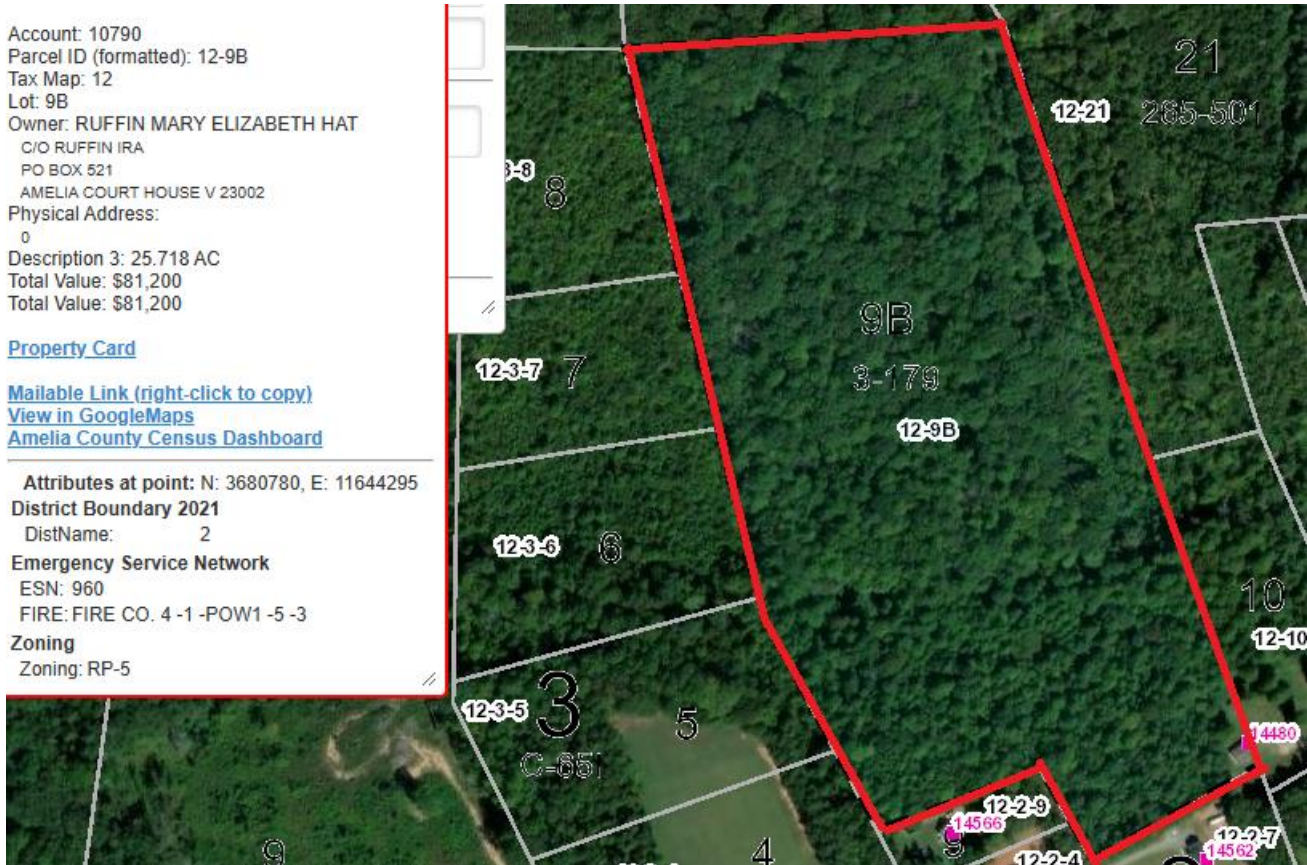 Account: 10790
Parcel ID (formatted): 12-9B
Tax Map: 12
Lot: 9B
Owner: RUFFIN MARY ELIZABETH HAT
C/O RUFFIN IRA
PO BOX 521
AMELIA COURT HOUSE V 23002
Physical Address:
0
Description 3: 25.718 AC
Total Value: $81,200
Total Value: $81,200
Property Card
Mailable Link (right-click to copy)
View in GoogleMaps
Amelia County Census Dashboard
Attributes at point: N: 3680780, E: 11644295
District Boundary 2021
DistName: 2
Emergency Service Network
ESN: 960
FIRE: FIRE CO. 4 -1 -POW1 -5 -3
Zoning
Zoning: RP-5
21
265-501
12-21
3-8
8
9B
3-179
12-9B
12-3-7
7
12-3-6
6
10
12-10
12-3-5
3
5
14480
12-2-9
14566
9
9
4
12-2-4
12-2-7
14562